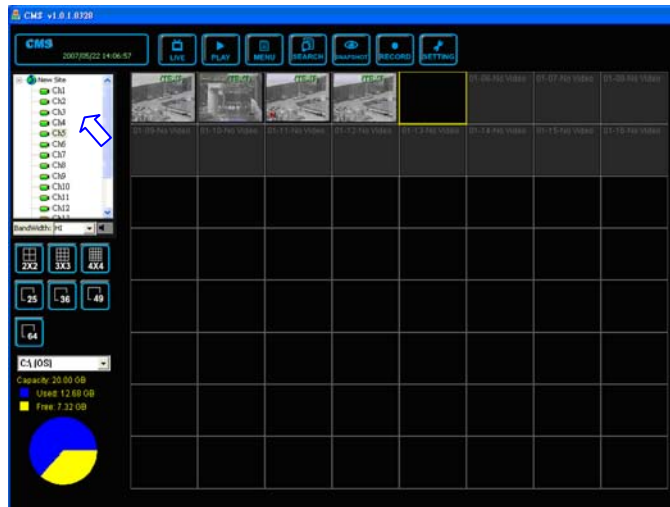 CMS v1.0.1.0328
CMS
2007/05/22 14:06:57
LIVE
PLAY
MENU
SEARCH
SNAPSHOT
RECORD
SETTING
New Site
Ch1
Ch2
Ch3
Ch4
Ch5
Ch6
Ch7
Ch8
Ch9
Ch10
Ch11
Ch12
BandWidth: HI
01-06-No Video
01-07-No Video
01-08-No Video
01-09-No Video
01-10-No Video
01-11-No Video
01-12-No Video
01-13-No Video
01-14-No Video
01-15-No Video
01-16-No Video
2X2
3X3
4X4
25
36
49
64
C:\ [OS]
Capacity: 20.00 GB
Used: 12.68 GB
Free: 7.32 GB